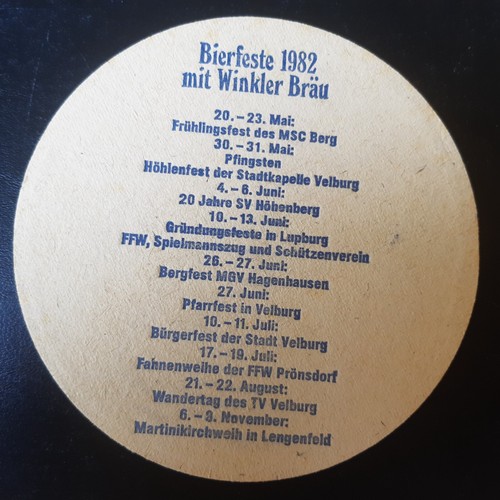 Bierfeste 1982
mit Winkler Bräu
20. – 23. Mai:
Frühlingsfest des MSC Berg
30. – 31. Mai:
Pfingsten
Höhlenfest der Stadtkapelle Velburg
4. – 6. Juni:
20 Jahre SV Höhenberg
10. – 13. Juni:
Gründungsfeste in Lupburg
FFW, Spielmannszug und Schützenverein
26. – 27. Juni:
Bergfest MGV Hagenhausen
27. Juni:
Pfarrfest in Velburg
10. – 11. Juli:
Bürgerfest der Stadt Velburg
17. – 19. Juli:
Fahnenweihe der FFW Prönsdorf
21. – 22. August:
Wandertag des TV Velburg
6. – 9. November:
Martinikirchweih in Lengenfeld